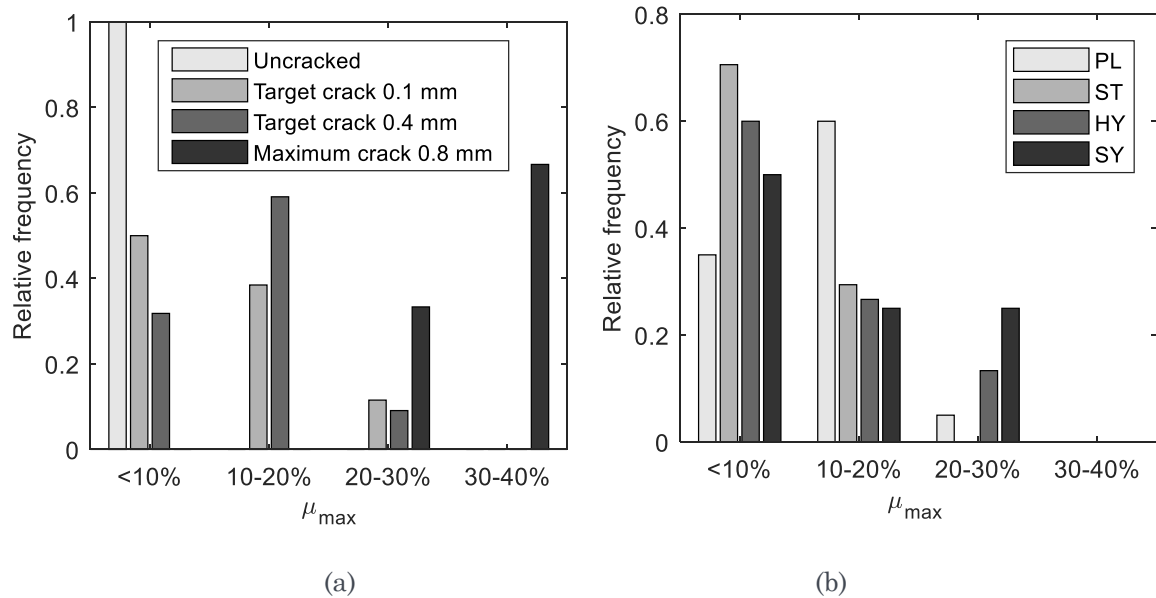 1
0.8
0.6
0.4
0.2
0
Relative frequency
Uncracked
Target crack 0.1 mm
Target crack 0.4 mm
Maximum crack 0.8 mm
<10%
10-20%
20-30%
30-40%
μmax
(a)
0.8
0.6
0.4
0.2
0
Relative frequency
PL
ST
HY
SY
<10%
10-20%
20-30%
30-40%
μmax
(b)